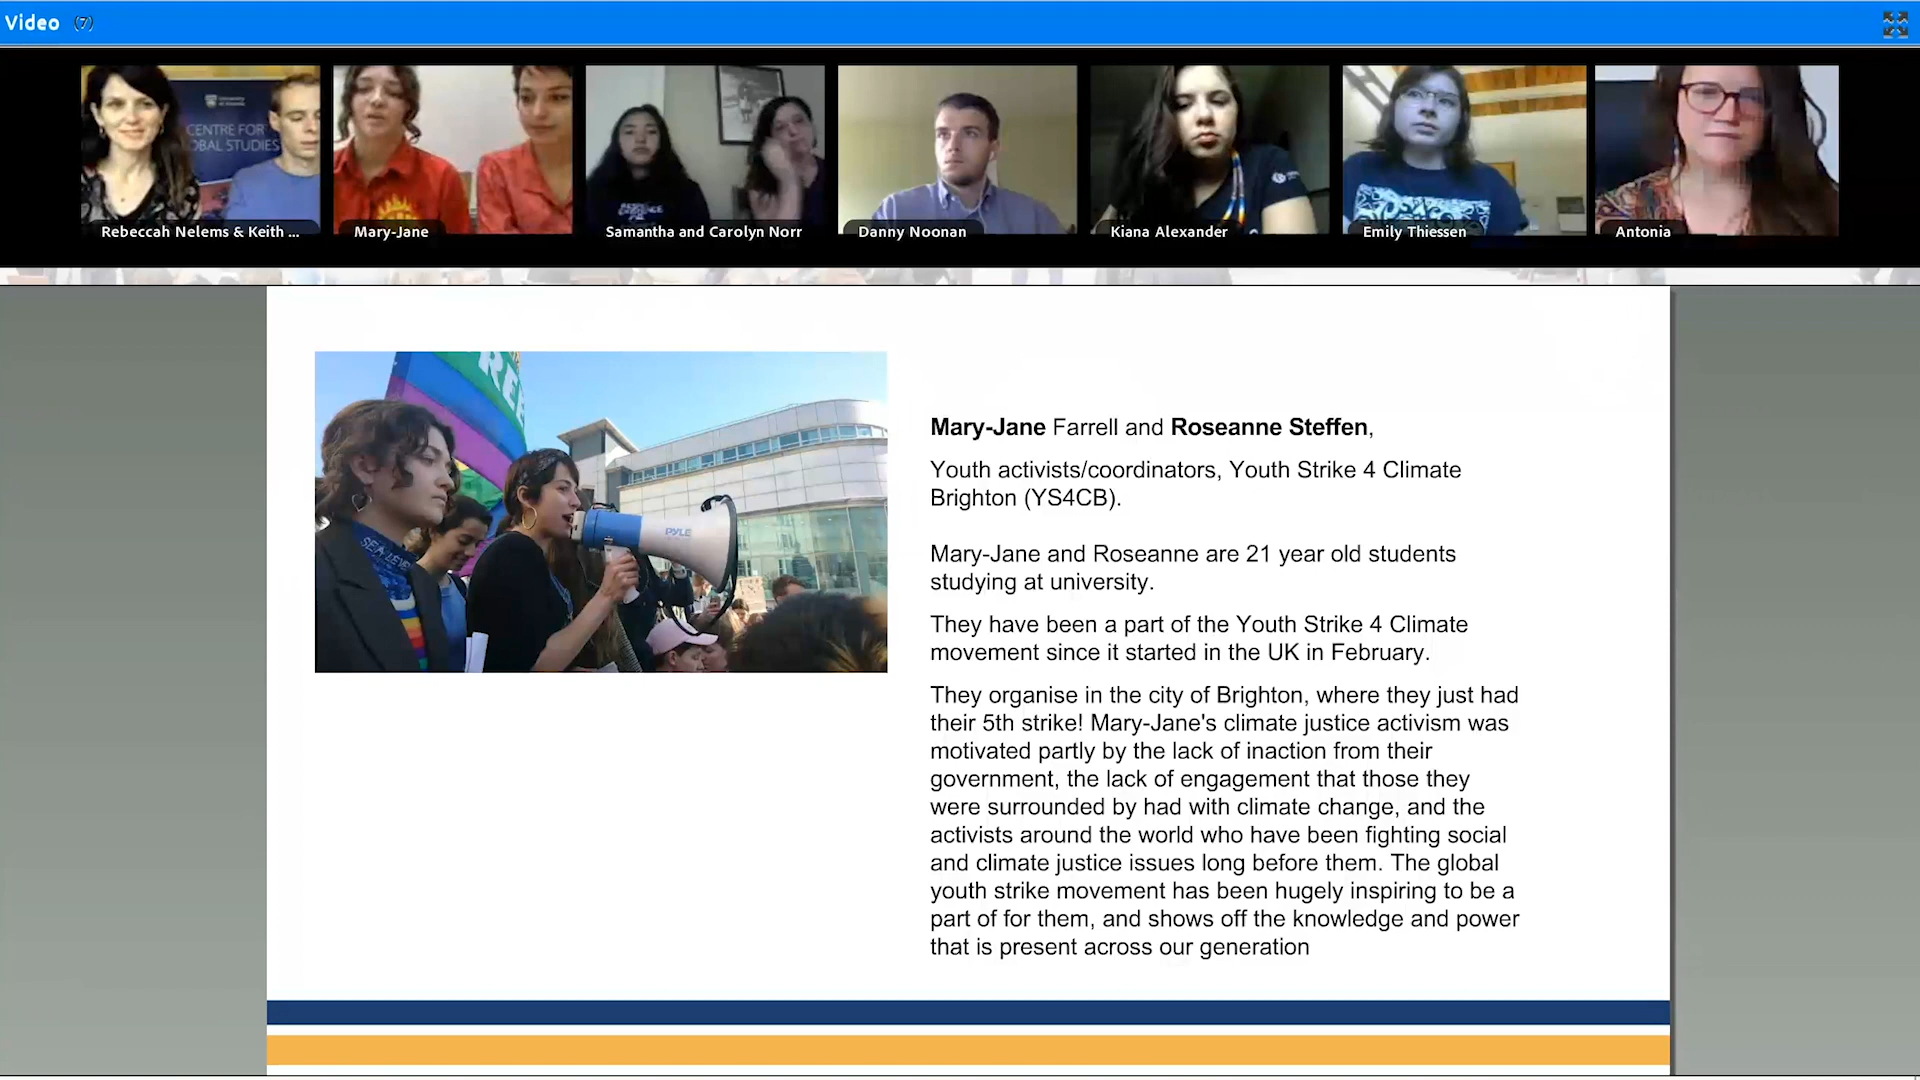 Video (7)
University
of Victoria
CENTRE FOR
OBAL STUDIES
Rebeccah Nelems & Keith ...
Mary-Jane
Samantha and Carolyn Norr
Danny Noonan
Kiana Alexander
Emily Thiessen
Antonia
REE
SEA LEVE
PYLE
Mary-Jane Farrell and Roseanne Steffen,
Youth activists/coordinators, Youth Strike 4 Climate
Brighton (YS4CB).
Mary-Jane and Roseanne are 21 year old students
studying at university.
They have been a part of the Youth Strike 4 Climate
movement since it started in the UK in February.
They organise in the city of Brighton, where they just had
their 5th strike! Mary-Jane's climate justice activism was
motivated partly by the lack of inaction from their
government, the lack of engagement that those they
were surrounded by had with climate change, and the
activists around the world who have been fighting social
and climate justice issues long before them. The global
youth strike movement has been hugely inspiring to be a
part of for them, and shows off the knowledge and power
that is present across our generation